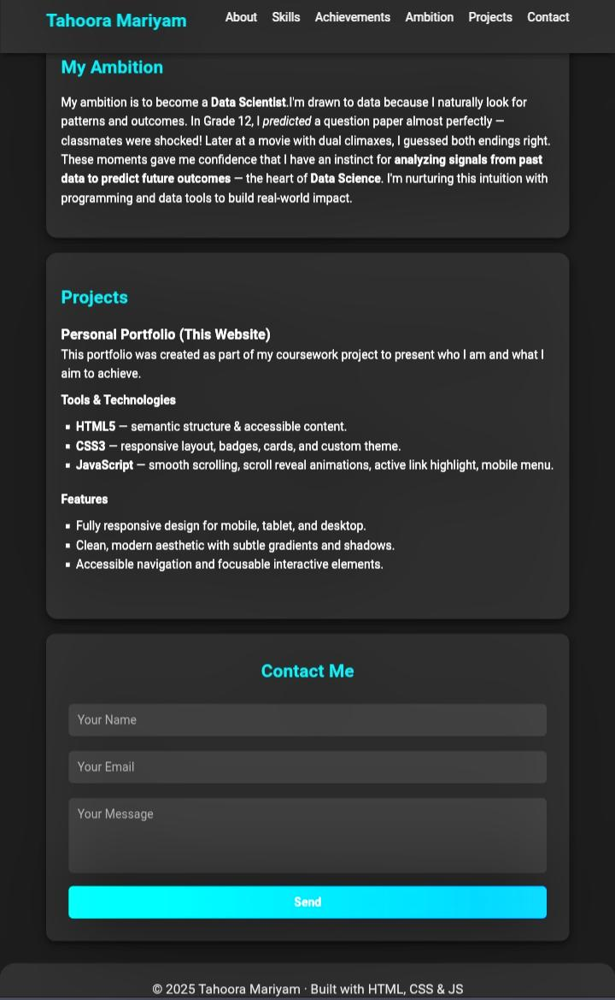 Tahoora Mariyam
About Skills Achievements Ambition Projects Contact
My Ambition
My ambition is to become a Data Scientist.I'm drawn to data because I naturally look for
patterns and outcomes. In Grade 12, I predicted a question paper almost perfectly —
classmates were shocked! Later at a movie with dual climaxes, I guessed both endings right.
These moments gave me confidence that I have an instinct for analyzing signals from past
data to predict future outcomes — the heart of Data Science. I'm nurturing this intuition with
programming and data tools to build real-world impact.
Projects
Personal Portfolio (This Website)
This portfolio was created as part of my coursework project to present who I am and what I
aim to achieve.
Tools & Technologies
▪ HTML5 — semantic structure & accessible content.
▪ CSS3 — responsive layout, badges, cards, and custom theme.
▪ JavaScript — smooth scrolling, scroll reveal animations, active link highlight, mobile menu.
Features
▪ Fully responsive design for mobile, tablet, and desktop.
▪ Clean, modern aesthetic with subtle gradients and shadows.
▪ Accessible navigation and focusable interactive elements.
Contact Me
Your Name
Your Email
Your Message
Send
© 2025 Tahoora Mariyam · Built with HTML, CSS & JS